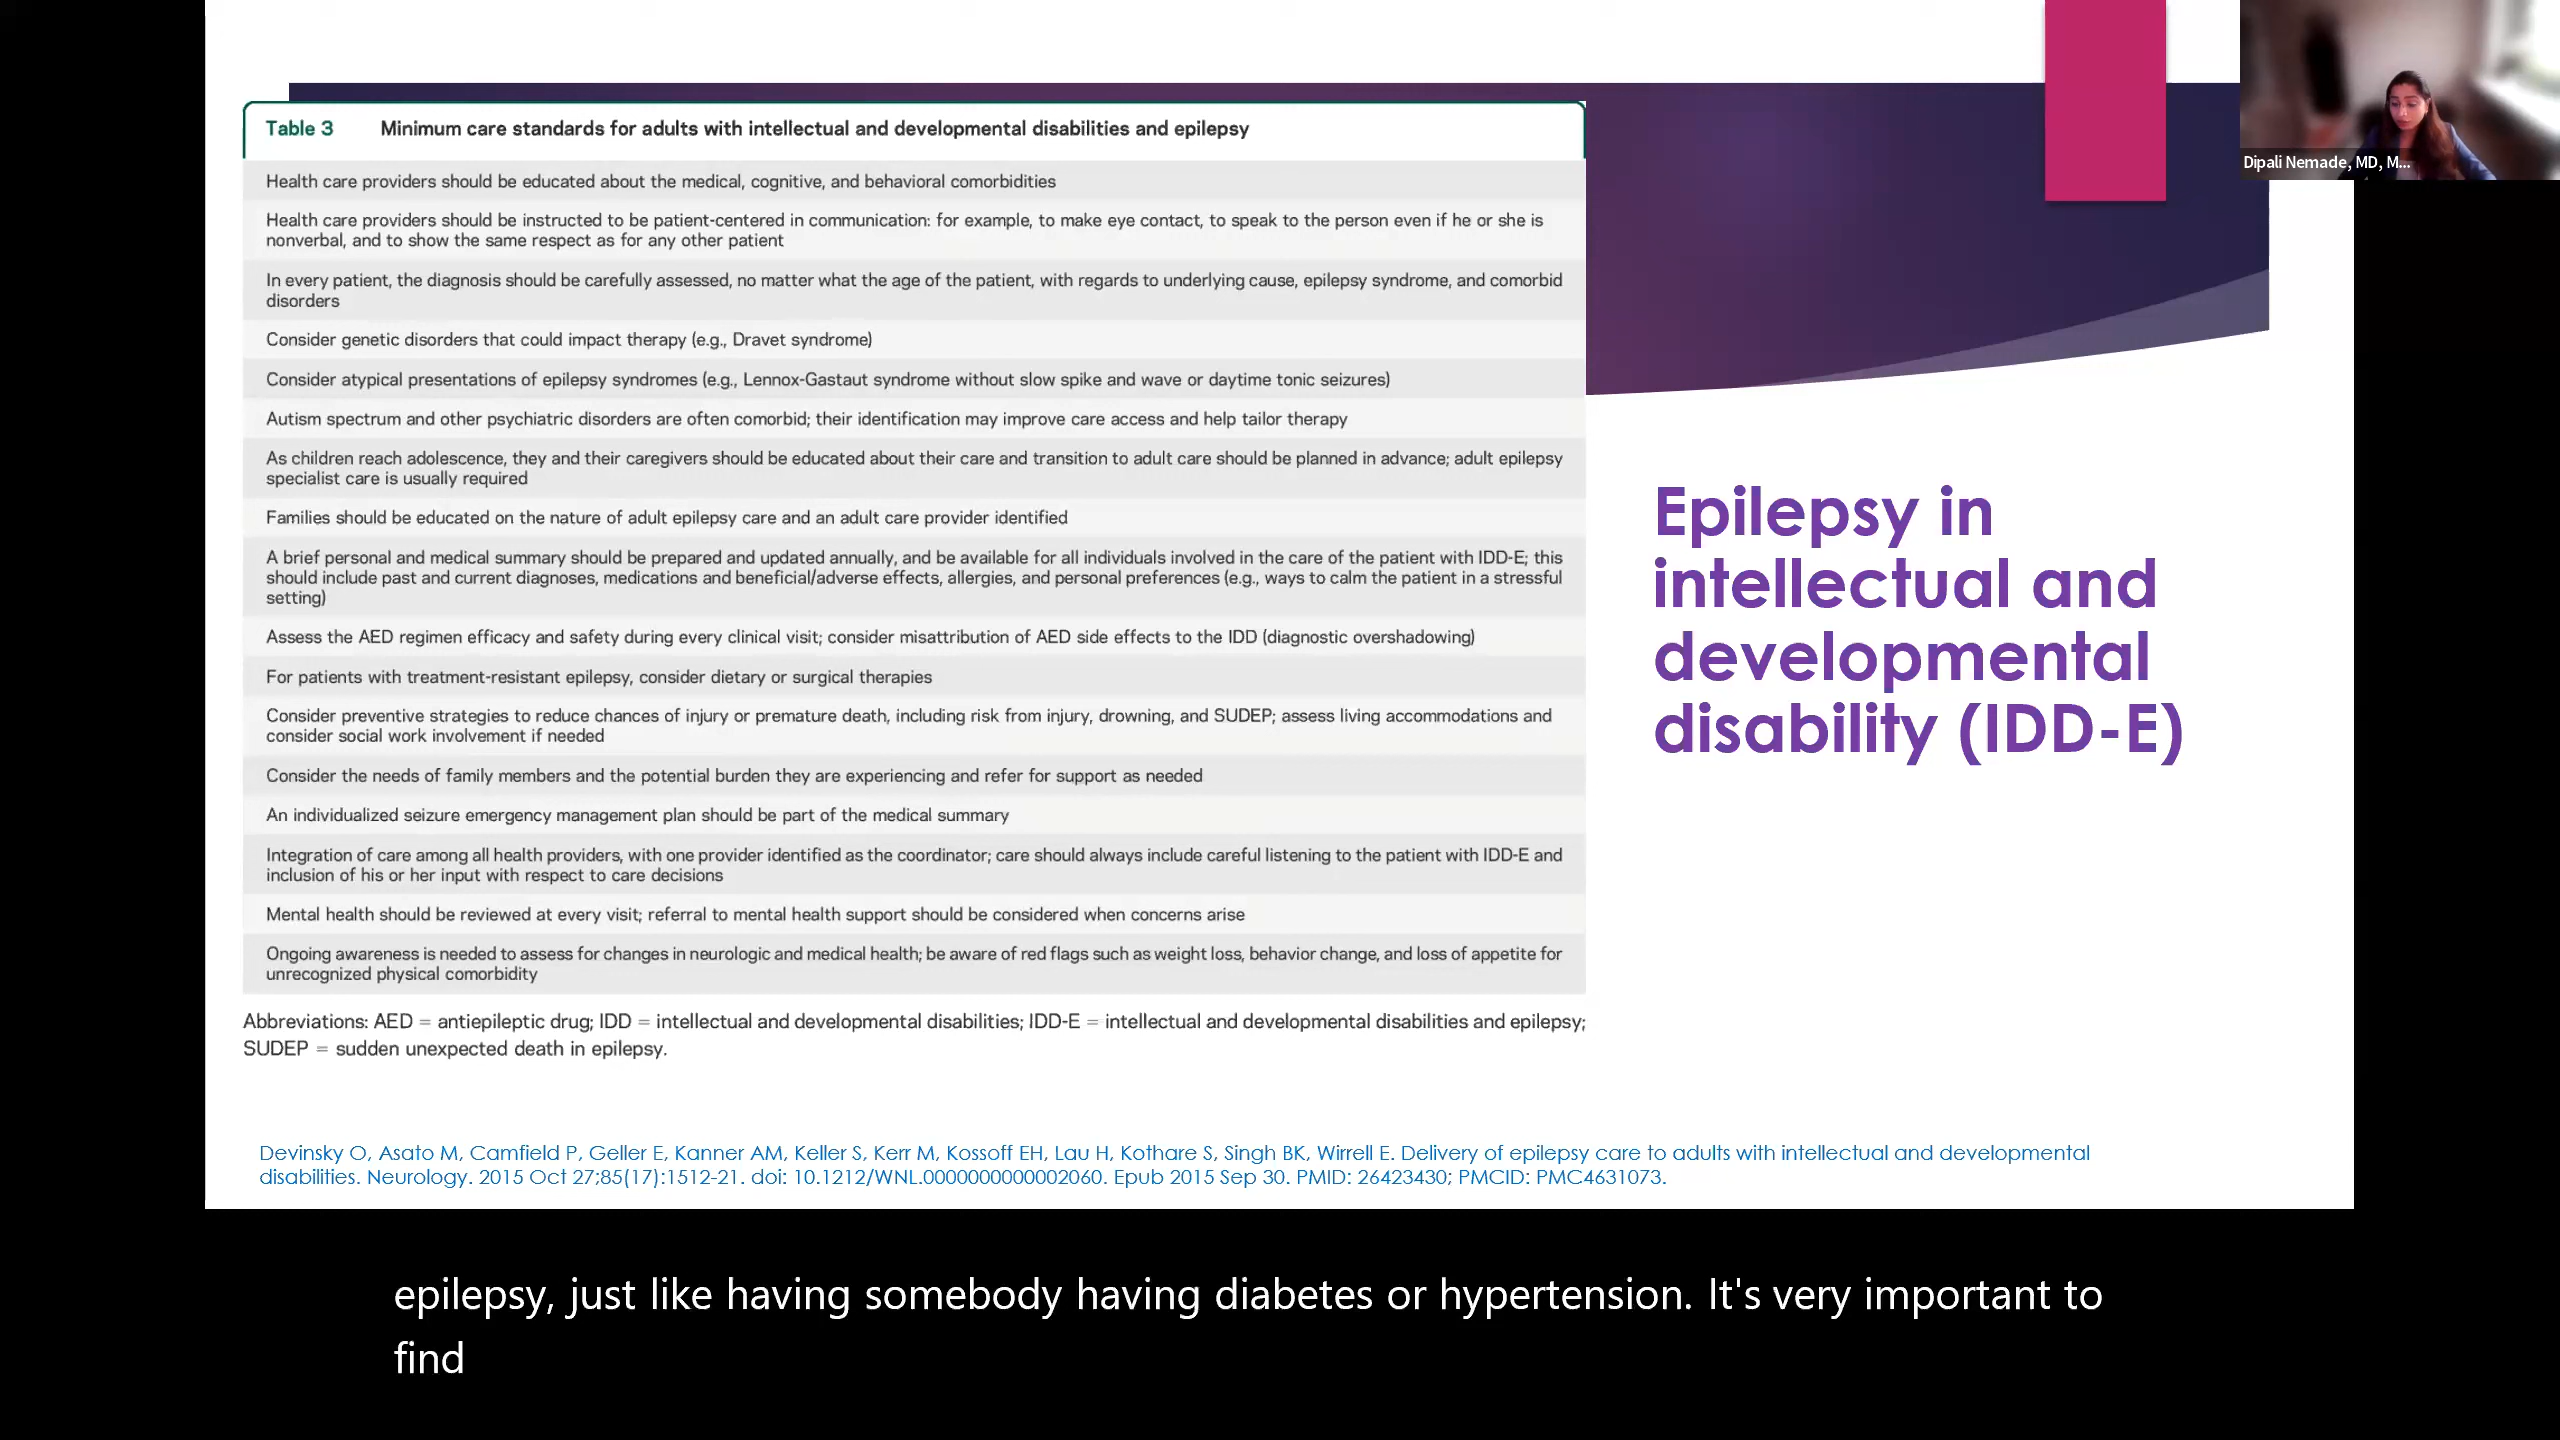 Table 3 Minimum care standards for adults with intellectual and developmental disabilities and epilepsy
Health care providers should be educated about the medical, cognitive, and behavioral comorbidities
Health care providers should be instructed to be patient-centered in communication: for example, to make eye contact, to speak to the person even if he or she is
nonverbal, and to show the same respect as for any other patient
In every patient, the diagnosis should be carefully assessed, no matter what the age of the patient, with regards to underlying cause, epilepsy syndrome, and comorbid
disorders
Consider genetic disorders that could impact therapy (e.g., Dravet syndrome)
Consider atypical presentations of epilepsy syndromes (e.g., Lennox-Gastaut syndrome without slow spike and wave or daytime tonic seizures)
Autism spectrum and other psychiatric disorders are often comorbid; their identification may improve care access and help tailor therapy
As children reach adolescence, they and their caregivers should be educated about their care and transition to adult care should be planned in advance; adult epilepsy
specialist care is usually required
Families should be educated on the nature of adult epilepsy care and an adult care provider identified
A brief personal and medical summary should be prepared and updated annually, and be available for all individuals involved in the care of the patient with IDD-E; this
should include past and current diagnoses, medications and beneficial/adverse effects, allergies, and personal preferences (e.g., ways to calm the patient in a stressful
setting)
Assess the AED regimen efficacy and safety during every clinical visit; consider misattribution of AED side effects to the IDD (diagnostic overshadowing)
For patients with treatment-resistant epilepsy, consider dietary or surgical therapies
Consider preventive strategies to reduce chances of injury or premature death, including risk from injury, drowning, and SUDEP; assess living accommodations and
consider social work involvement if needed
Consider the needs of family members and the potential burden they are experiencing and refer for support as needed
An individualized seizure emergency management plan should be part of the medical summary
Integration of care among all health providers, with one provider identified as the coordinator; care should always include careful listening to the patient with IDD-E and
inclusion of his or her input with respect to care decisions
Mental health should be reviewed at every visit; referral to mental health support should be considered when concerns arise
Ongoing awareness is needed to assess for changes in neurologic and medical health; be aware of red flags such as weight loss, behavior change, and loss of appetite for
unrecognized physical comorbidity
Abbreviations: AED = antiepileptic drug; IDD = intellectual and developmental disabilities; IDD-E = intellectual and developmental disabilities and epilepsy;
SUDEP = sudden unexpected death in epilepsy.
Epilepsy in
intellectual and
developmental
disability (IDD-E)
Dipali Nemade, MD, M...
Devinsky O, Asato M, Camfield P, Geller E, Kanner AM, Keller S, Kerr M, Kossoff EH, Lau H, Kothare S, Singh BK, Wirrell E. Delivery of epilepsy care to adults with intellectual and developmental
disabilities. Neurology. 2015 Oct 27;85(17):1512-21. doi: 10.1212/WNL.0000000000002060. Epub 2015 Sep 30. PMID: 26423430; PMCID: PMC4631073.
epilepsy, just like having somebody having diabetes or hypertension. It's very important to
find